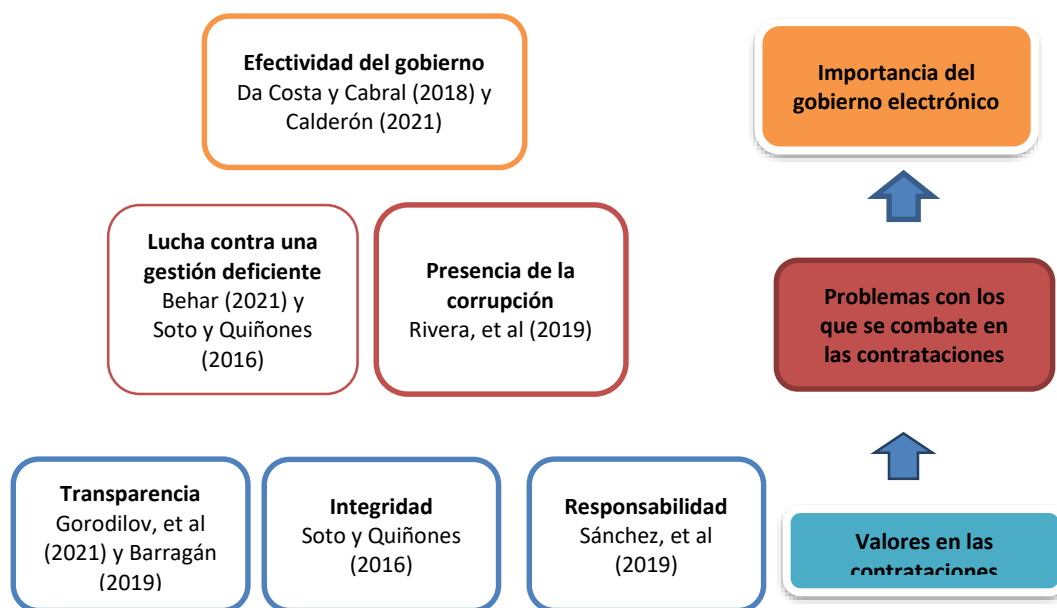 Efectividad del gobierno
Da Costa y Cabral (2018) y
Calderón (2021)
Importancia del
gobierno electrónico
Lucha contra una
gestión deficiente
Behar (2021) y
Soto y Quiñones
(2016)
Presencia de la
corrupción
Rivera, et al (2019)
Problemas con los
que se combate en
las contrataciones
Transparencia
Gorodilov, et al
(2021) y Barragán
(2019)
Integridad
Soto y Quiñones
(2016)
Responsabilidad
Sánchez, et al
(2019)
Valores en las
contrataciones